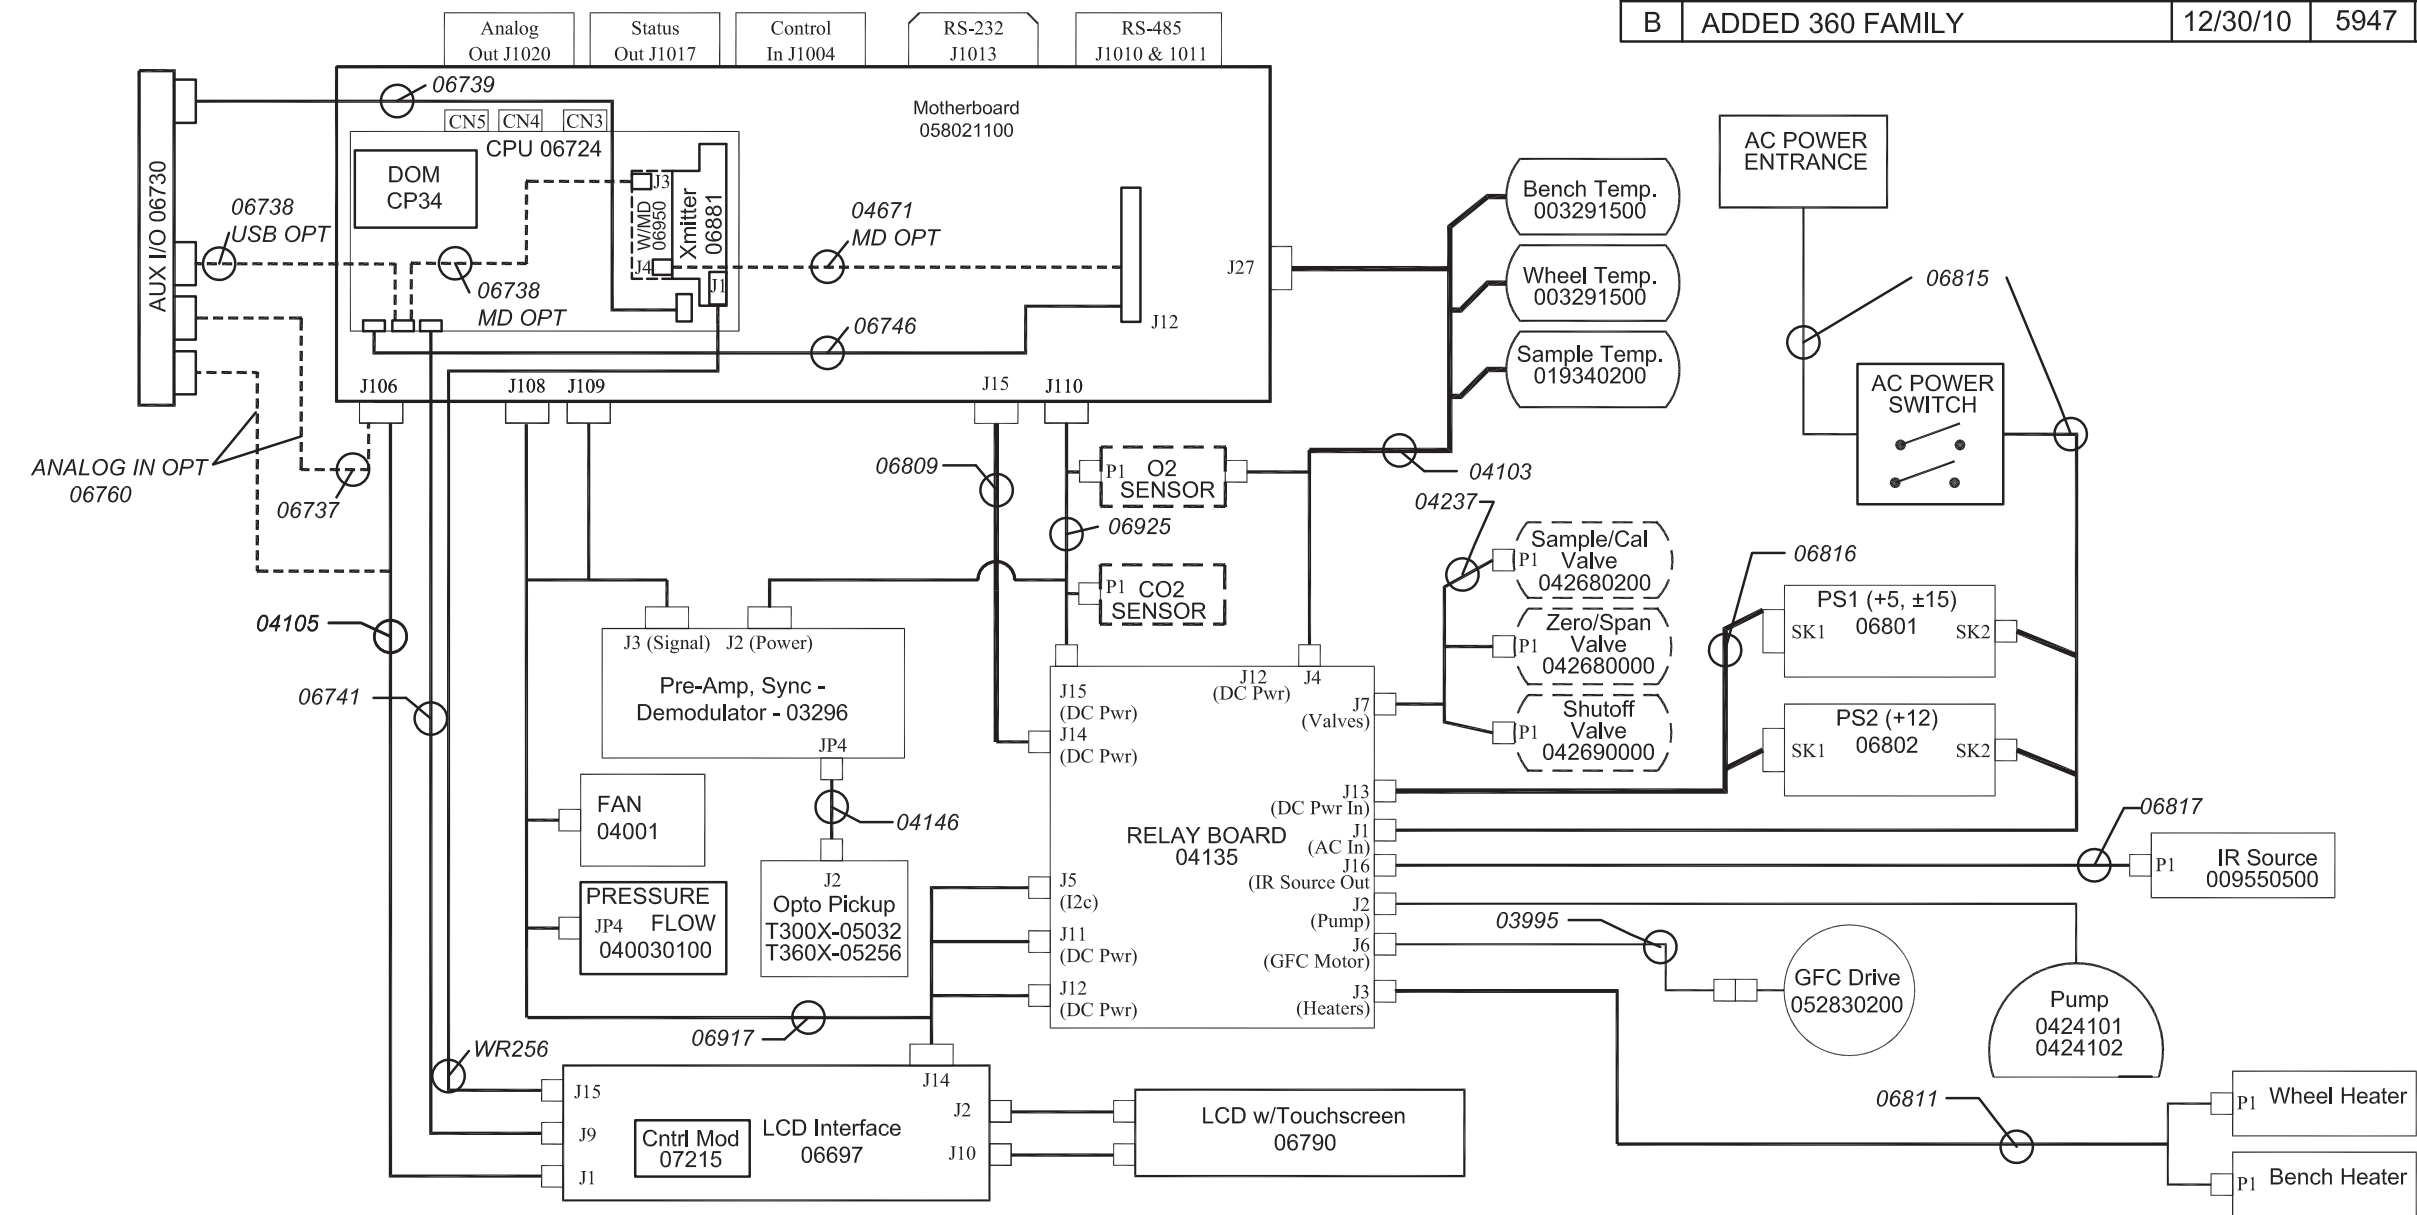 B ADDED 360 FAMILY 12/30/10 5947
Analog
Out J1020
Status
Out J1017
Control
In J1004
RS-232
J1013
RS-485
J1010 & 1011
06739
Motherboard
058021100
CN5 CN4 CN3
CPU 06724
DOM
CP34
AUX I/O 06730
06738
USB OPT
06738
MD OPT
J3
W/MD
06950
J4
Xmitter
06881
J1
04671
MD OPT
J27
J12
06746
J106
J108
J109
J15
J110
Bench Temp.
003291500
Wheel Temp.
003291500
Sample Temp.
019340200
AC POWER
ENTRANCE
06815
AC POWER
SWITCH
ANALOG IN OPT
06760
06737
06809
P1 O2
SENSOR
04103
06925
P1 CO2
SENSOR
04237
P1
Sample/Cal
Valve
042680200
P1
Zero/Span
Valve
042680000
P1
Shutoff
Valve
042690000
06816
PS1 (+5, ±15)
06801
SK1
SK2
PS2 (+12)
06802
SK1
SK2
04105
06741
J3 (Signal) J2 (Power)
Pre-Amp, Sync -
Demodulator - 03296
JP4
04146
FAN
04001
PRESSURE
JP4 FLOW
040030100
J2
Opto Pickup
T300X-05032
T360X-05256
J15
(DC Pwr)
J14
(DC Pwr)
J12
(DC Pwr)
J4
J7
(Valves)
J13
(DC Pwr In)
J1
(AC In)
RELAY BOARD
04135
J16
(IR Source Out
J2
(Pump)
J6
(GFC Motor)
J3
(Heaters)
J5
(I2c)
J11
(DC Pwr)
J12
(DC Pwr)
06817
P1 IR Source
009550500
03995
GFC Drive
052830200
Pump
0424101
0424102
06811
P1 Wheel Heater
P1 Bench Heater
06917
WR256
J14
J15
J9
J1
Cntrl Mod
07215
LCD Interface
06697
J2
J10
LCD w/Touchscreen
06790